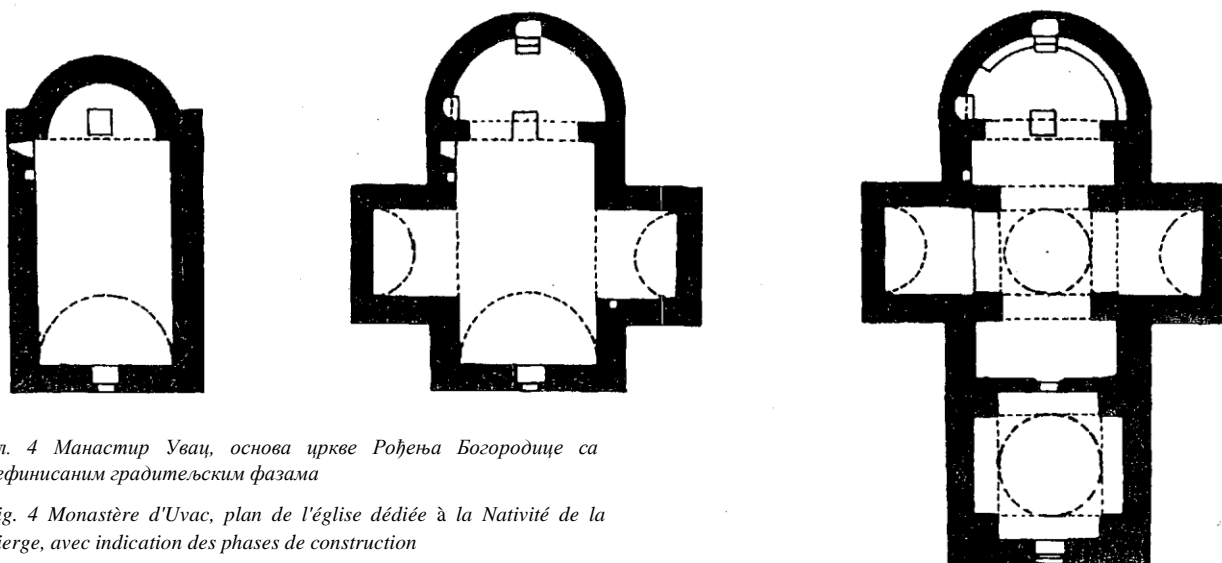 л. 4 Манастир Увац, основа цркве Рођења Богородице са
ефинисаним градитељским фазама
ig. 4 Monastère d'Uvac, plan de l'église dédiée à la Nativité de la
ierge, avec indication des phases de construction